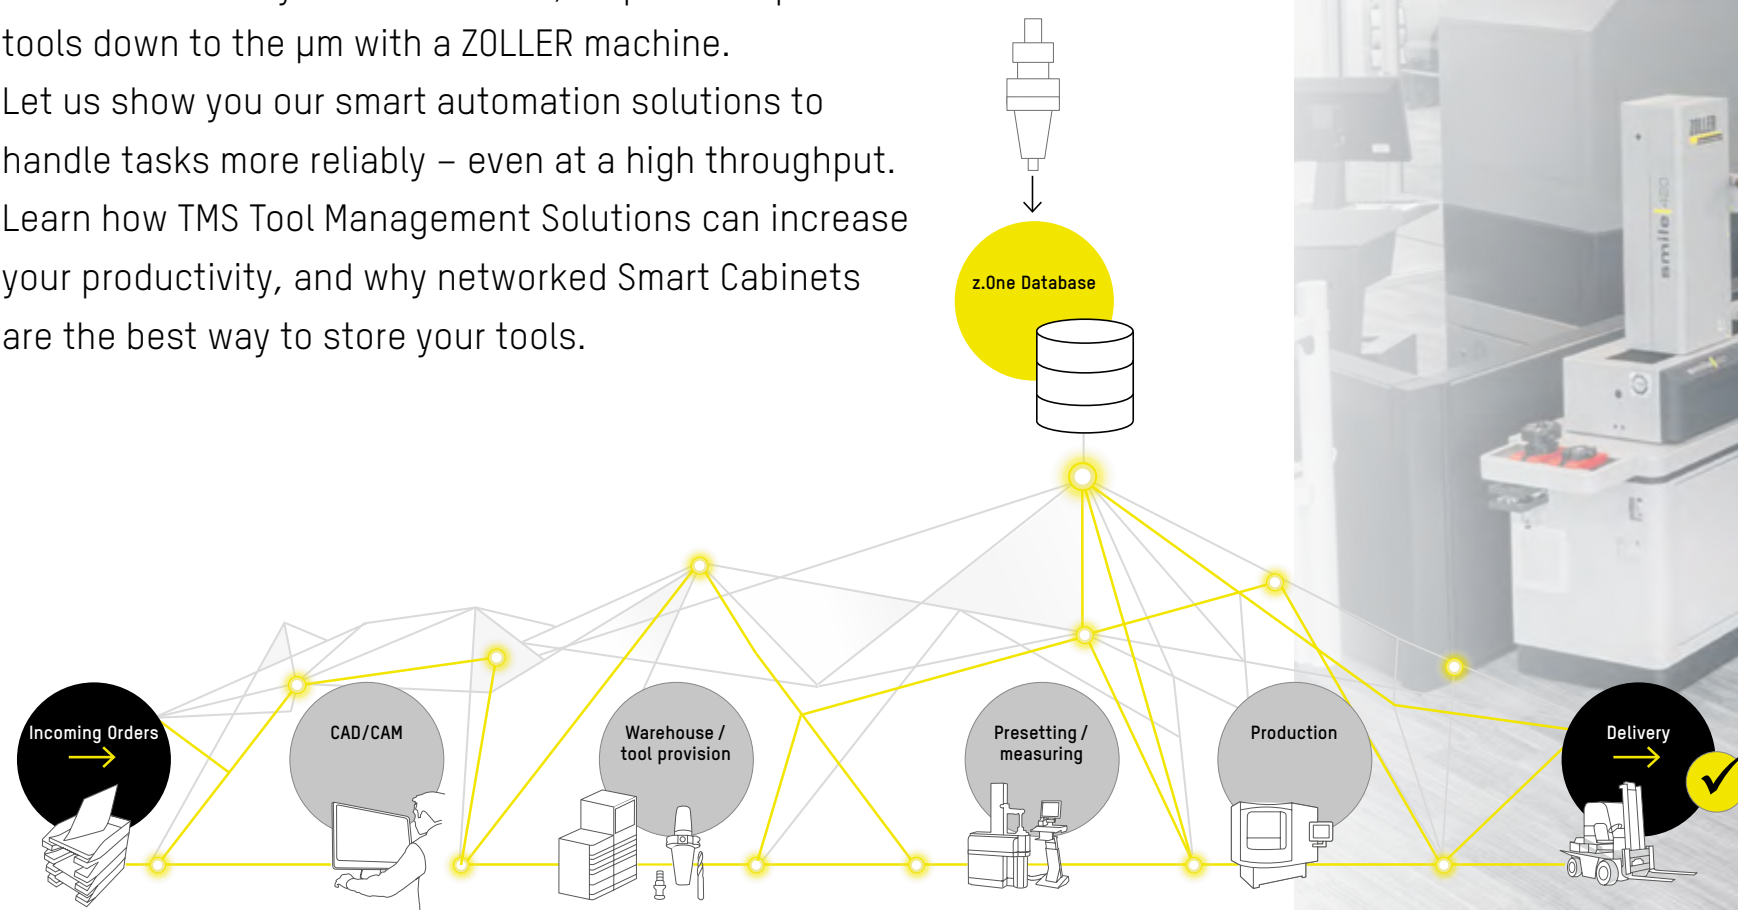 tools down to the µm with a ZOLLER machine.
Let us show you our smart automation solutions to
handle tasks more reliably – even at a high throughput.
Learn how TMS Tool Management Solutions can increase
your productivity, and why networked Smart Cabinets
are the best way to store your tools.
z.One Database
ZOLLER
smile 420
Incoming Orders
CAD/CAM
Warehouse /
tool provision
Presetting /
measuring
Production
Delivery